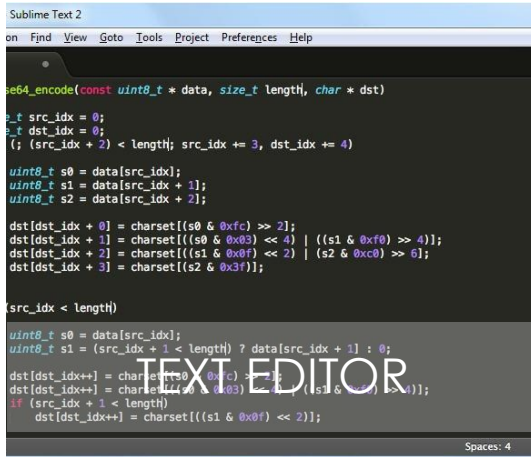 Sublime Text 2
on Find View Goto Tools Project Preferences Help
se64_encode(const uint8_t * data, size_t length, char * dst)
e_t src_idx = 0;
e_t dst_idx = 0;
(; (src_idx + 2) < length; src_idx += 3, dst_idx += 4)
uint8_t s0 = data[src_idx];
uint8_t s1 = data[src_idx + 1];
uint8_t s2 = data[src_idx + 2];
dst[dst_idx + 0] = charset[(s0 & 0xfc) >> 2];
dst[dst_idx + 1] = charset[((s0 & 0x03) << 4) | ((s1 & 0xf0) >> 4)];
dst[dst_idx + 2] = charset[((s1 & 0x0f) << 2) | (s2 & 0xc0) >> 6];
dst[dst_idx + 3] = charset[(s2 & 0x3f)];
(src_idx < length)
uint8_t s0 = data[src_idx];
uint8_t s1 = (src_idx + 1 < length) ? data[src_idx + 1] : 0;
TEXT EDITOR
dst[dst_idx++] = charset[(s0 & 0xfc) >> 2];
dst[dst_idx++] = charset[((s0 & 0x03) << 4) | ((s1 & 0xf0) >> 4)];
if (src_idx + 1 < length)
dst[dst_idx++] = charset[((s1 & 0x0f) << 2)];
Spaces: 4